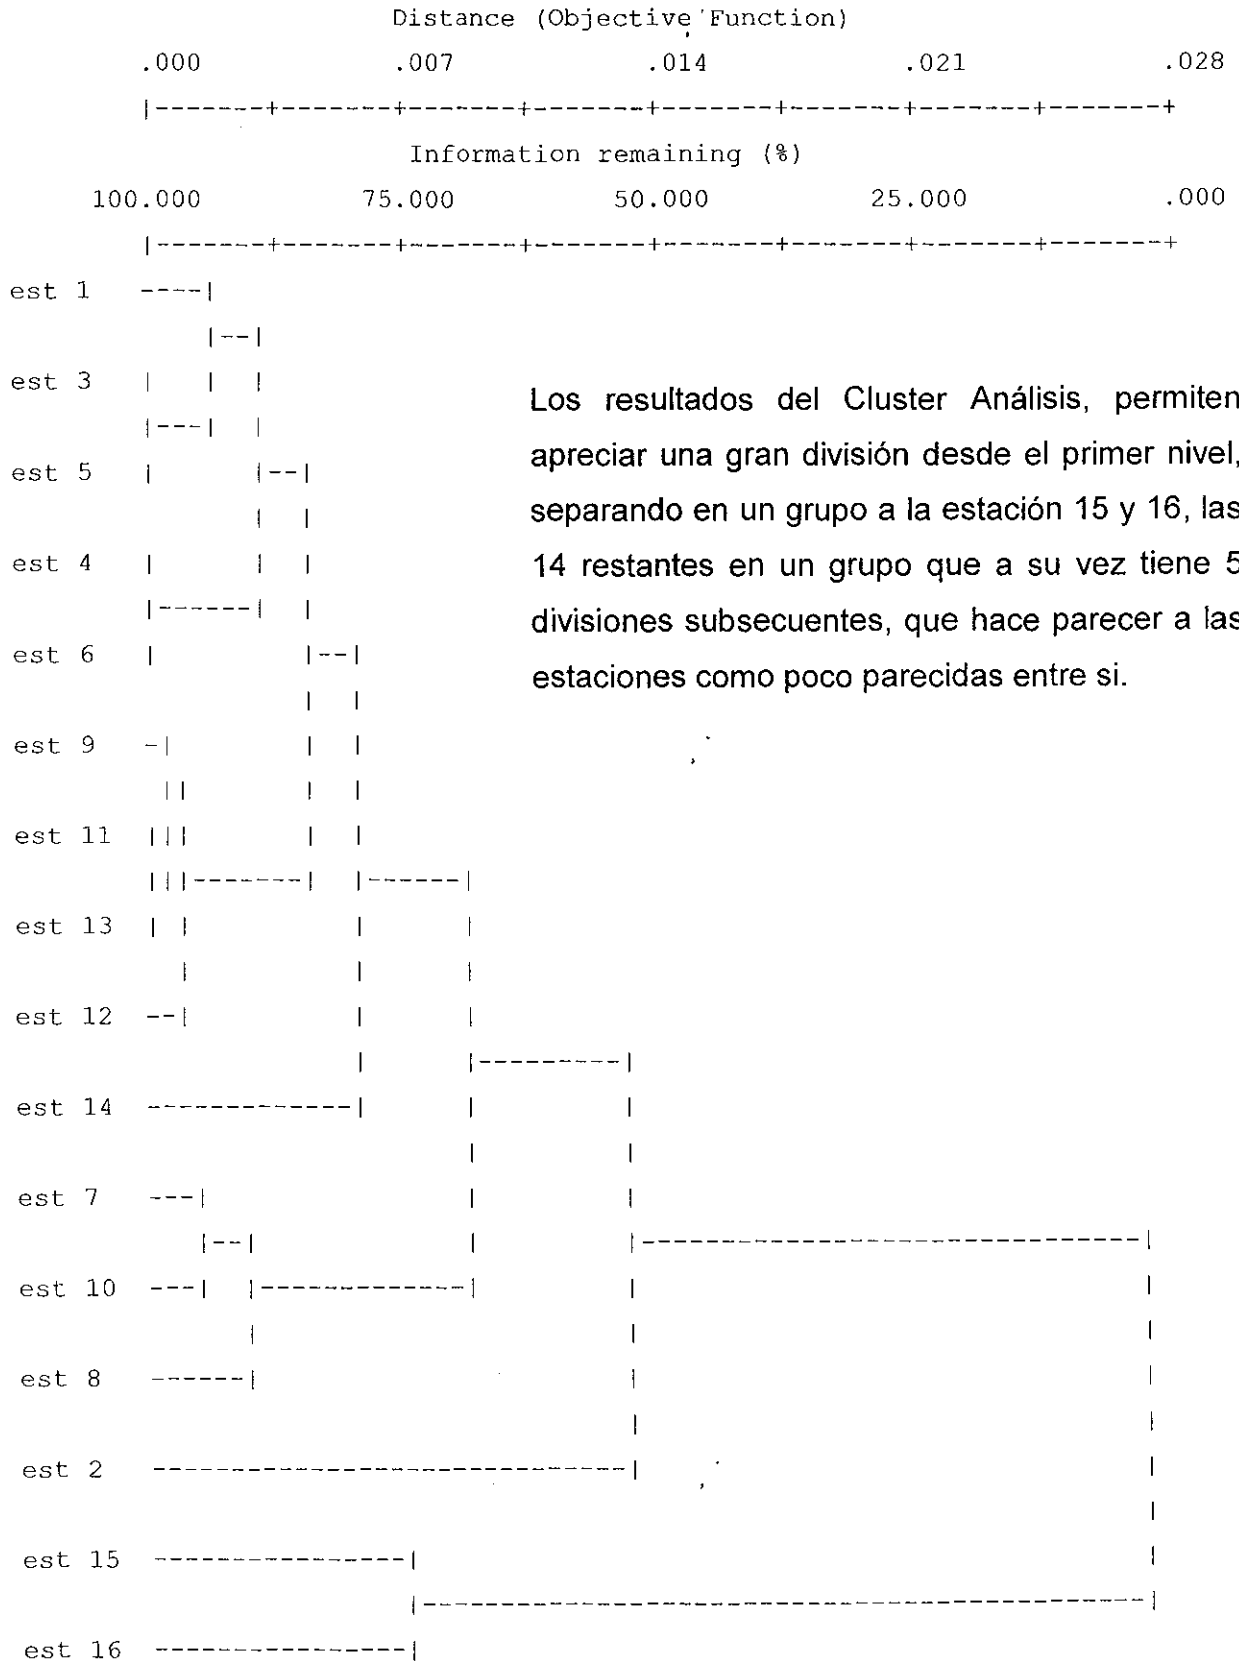 Distance (Objective Function)
.000 .007 .014 .021 .028
|-------+-------+-------+-------+-------+-------+-------+-------+
Information remaining (%)
100.000 75.000 50.000 25.000 .000
|-------+-------+-------+-------+-------+-------+-------+-------+
est 1
est 3
Los resultados del Cluster Análisis, permiten
apreciar una gran división desde el primer nivel,
est 5
separando en un grupo a la estación 15 y 16, las
est 4
14 restantes en un grupo que a su vez tiene 5
divisiones subsecuentes, que hace parecer a las
est 6
estaciones como poco parecidas entre si.
est 9
est 11
est 13
est 12
est 14
est 7
est 10
est 8
est 2
est 15
est 16